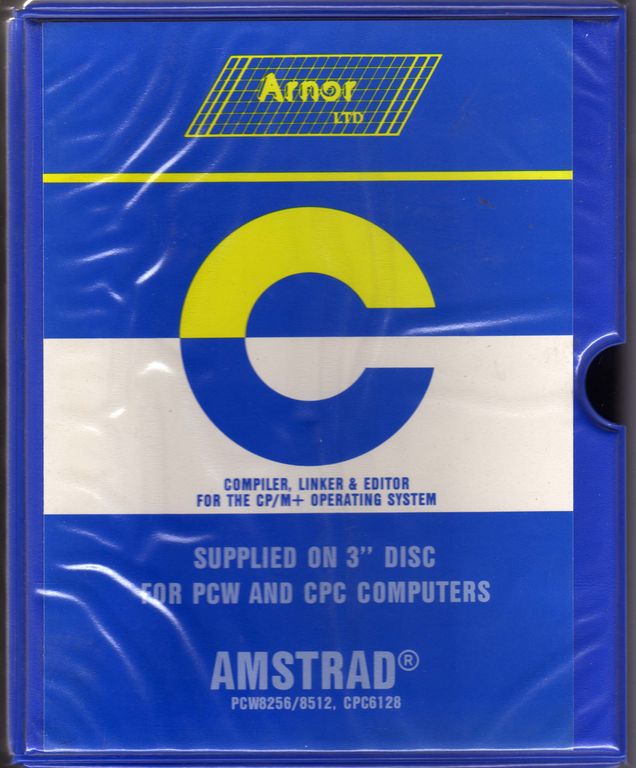 Arnor
LTD
C
COMPILER, LINKER & EDITOR
FOR THE CP/M+ OPERATING SYSTEM
SUPPLIED ON 3" DISC
FOR PCW AND CPC COMPUTERS
AMSTRAD®
PCW8256/8512, CPC6128